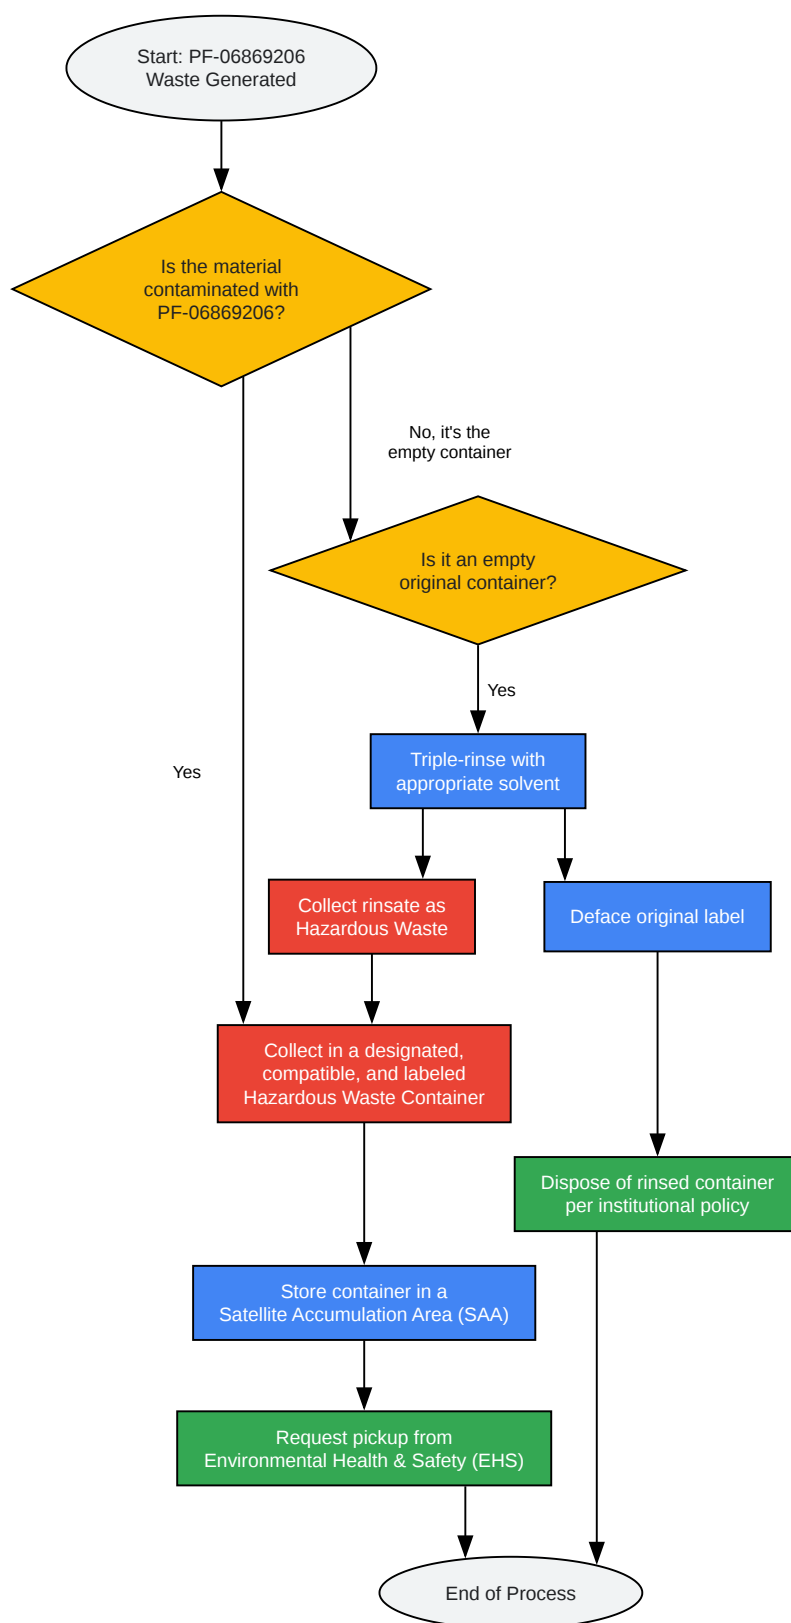 Start: PF-06869206
Waste Generated
Is the material
contaminated with
PF-06869206?
No, it's the
empty container
Is it an empty
original container?
Yes
Triple-rinse with
appropriate solvent
Yes
Collect rinsate as
Hazardous Waste
Deface original label
Collect in a designated,
compatible, and labeled
Hazardous Waste Container
Dispose of rinsed container
per institutional policy
Store container in a
Satellite Accumulation Area (SAA)
Request pickup from
Environmental Health & Safety (EHS)
End of Process